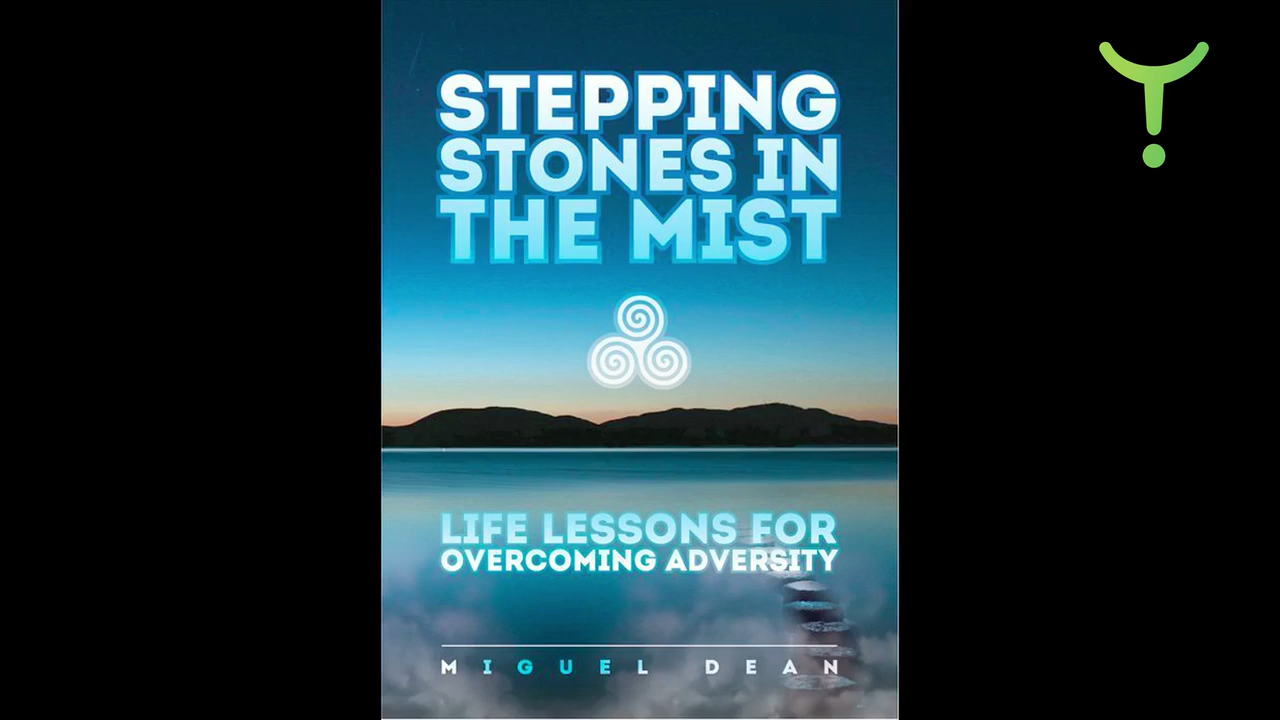 STEPPING
STONES IN
THE MIST
LIFE LESSONS FOR
OVERCOMING ADVERSITY
MIGUEL DEAN